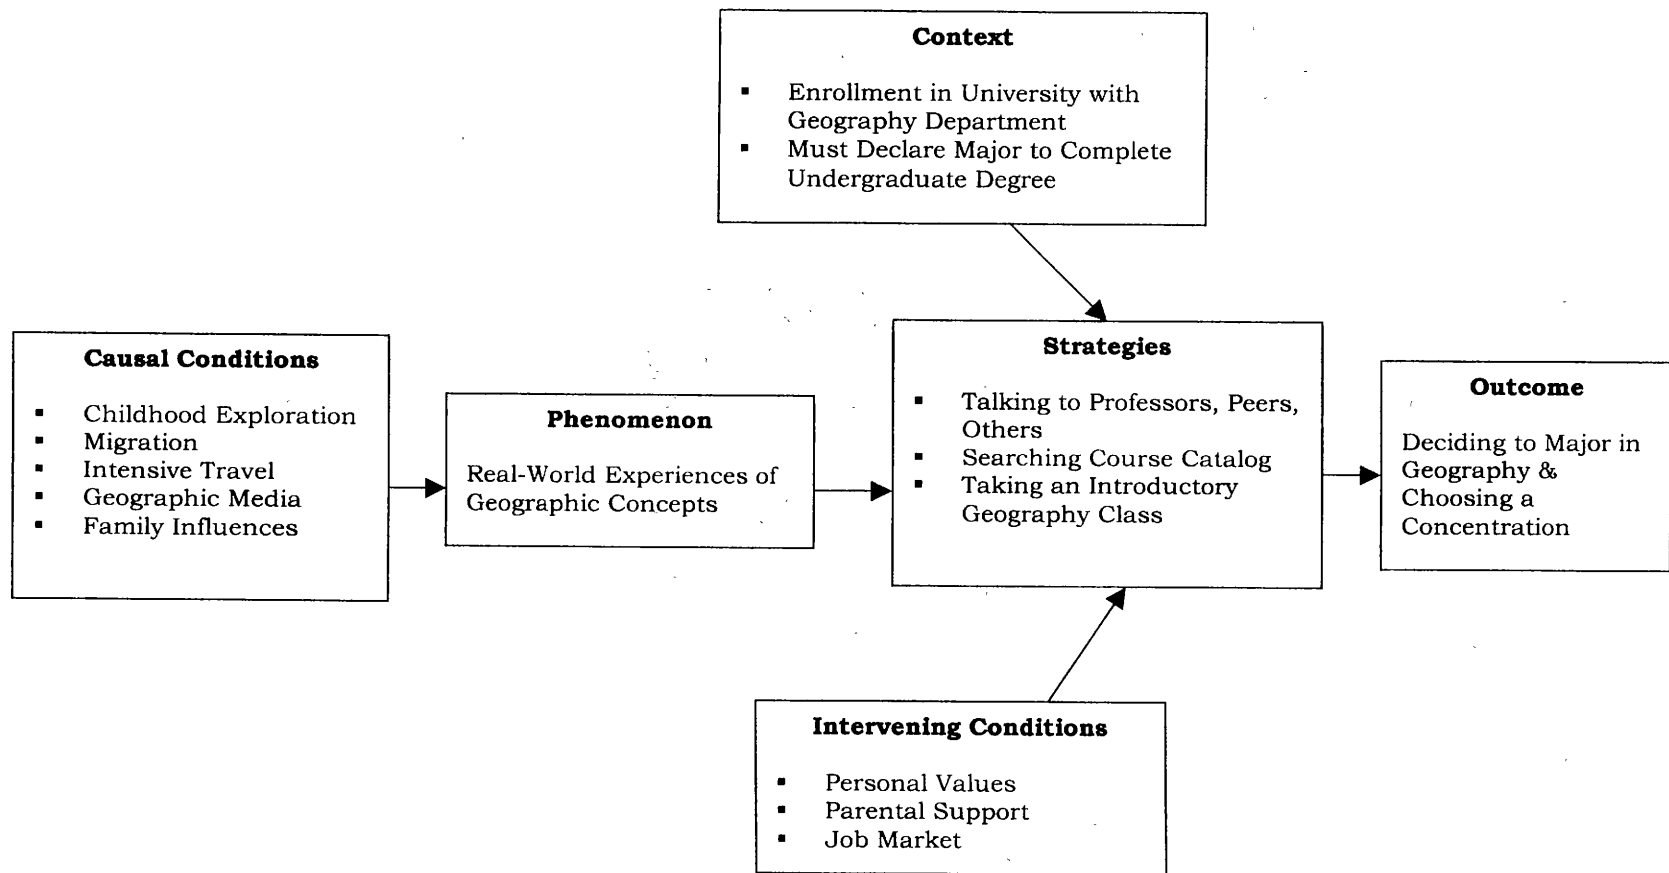 Context
▪ Enrollment in University with
Geography Department
▪ Must Declare Major to Complete
Undergraduate Degree
Causal Conditions
▪ Childhood Exploration
▪ Migration
▪ Intensive Travel
▪ Geographic Media
▪ Family Influences
Phenomenon
Real-World Experiences of
Geographic Concepts
Strategies
▪ Talking to Professors, Peers,
Others
▪ Searching Course Catalog
▪ Taking an Introductory
Geography Class
Outcome
Deciding to Major in
Geography &
Choosing a
Concentration
Intervening Conditions
▪ Personal Values
▪ Parental Support
▪ Job Market